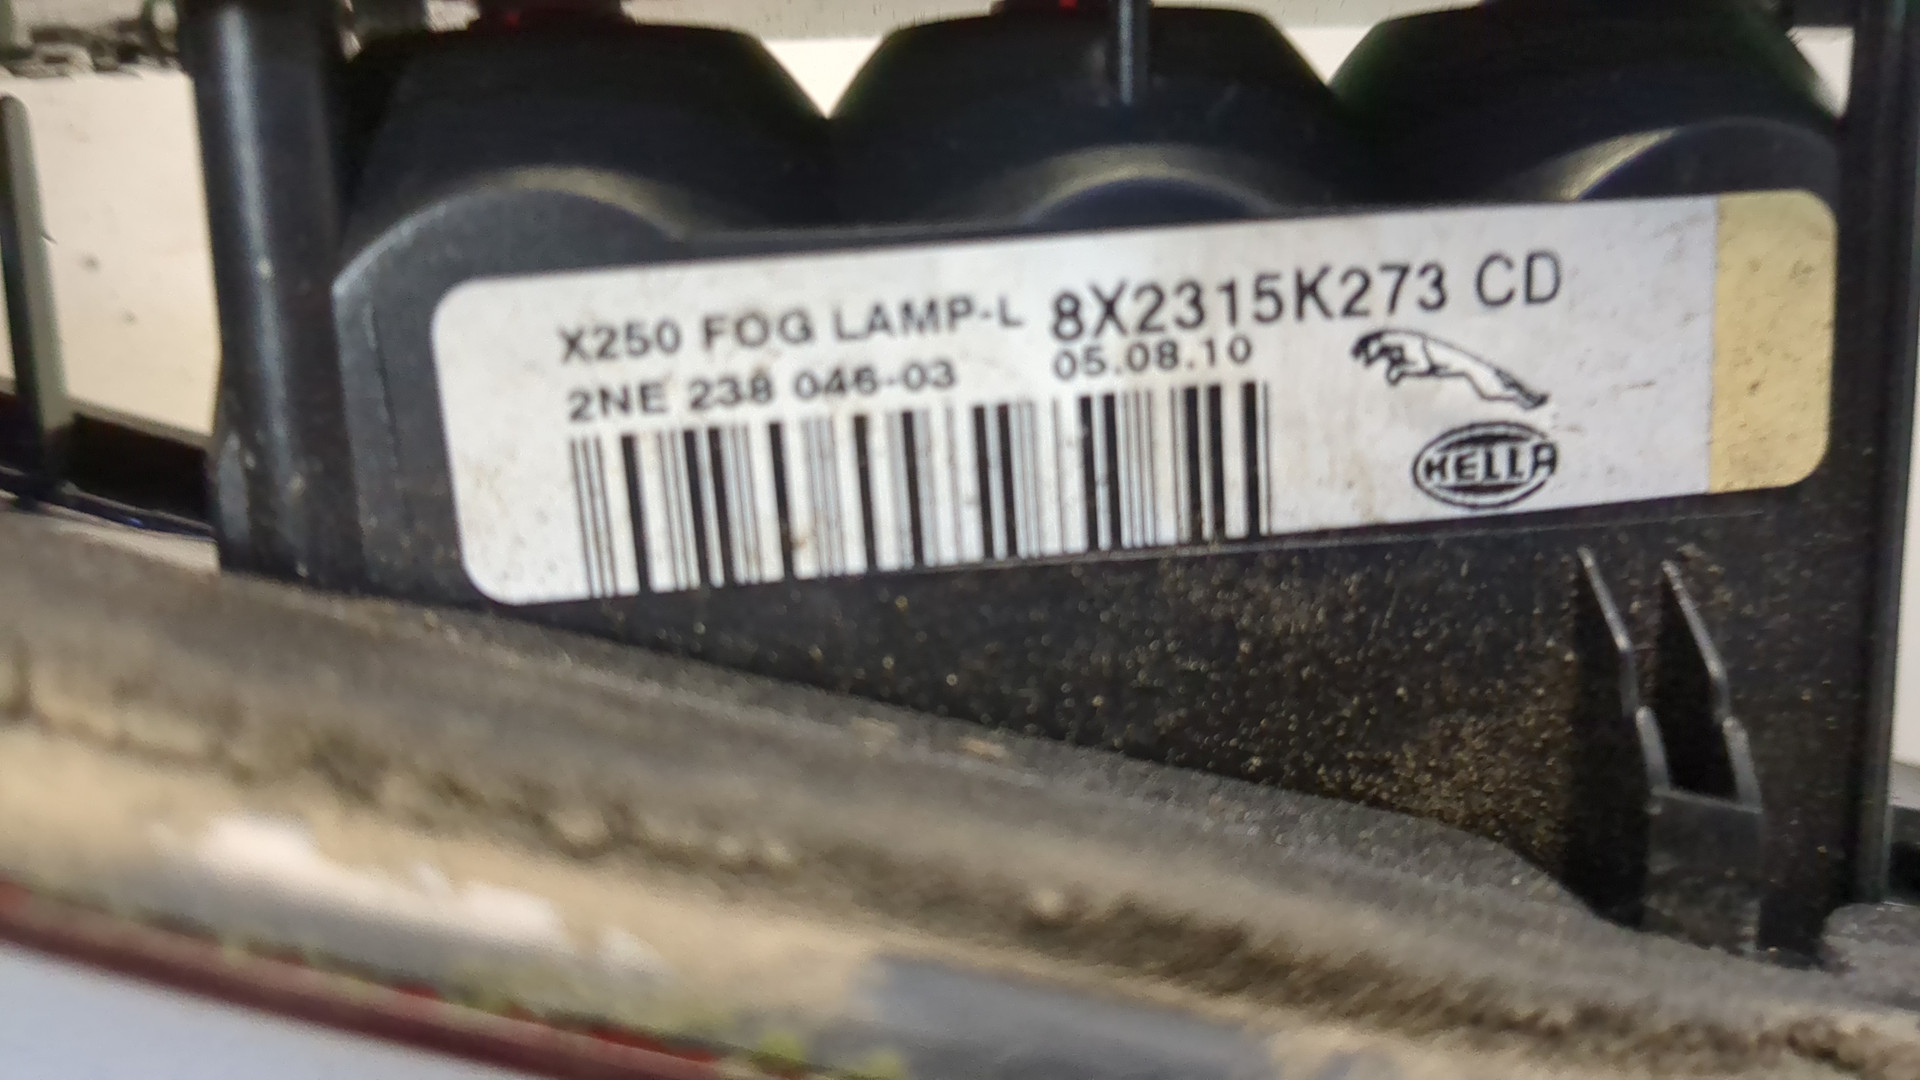 X250 FOG LAMP-L 8X2315K273 CD
2NE 238 046-03 05.08.10
HELLA